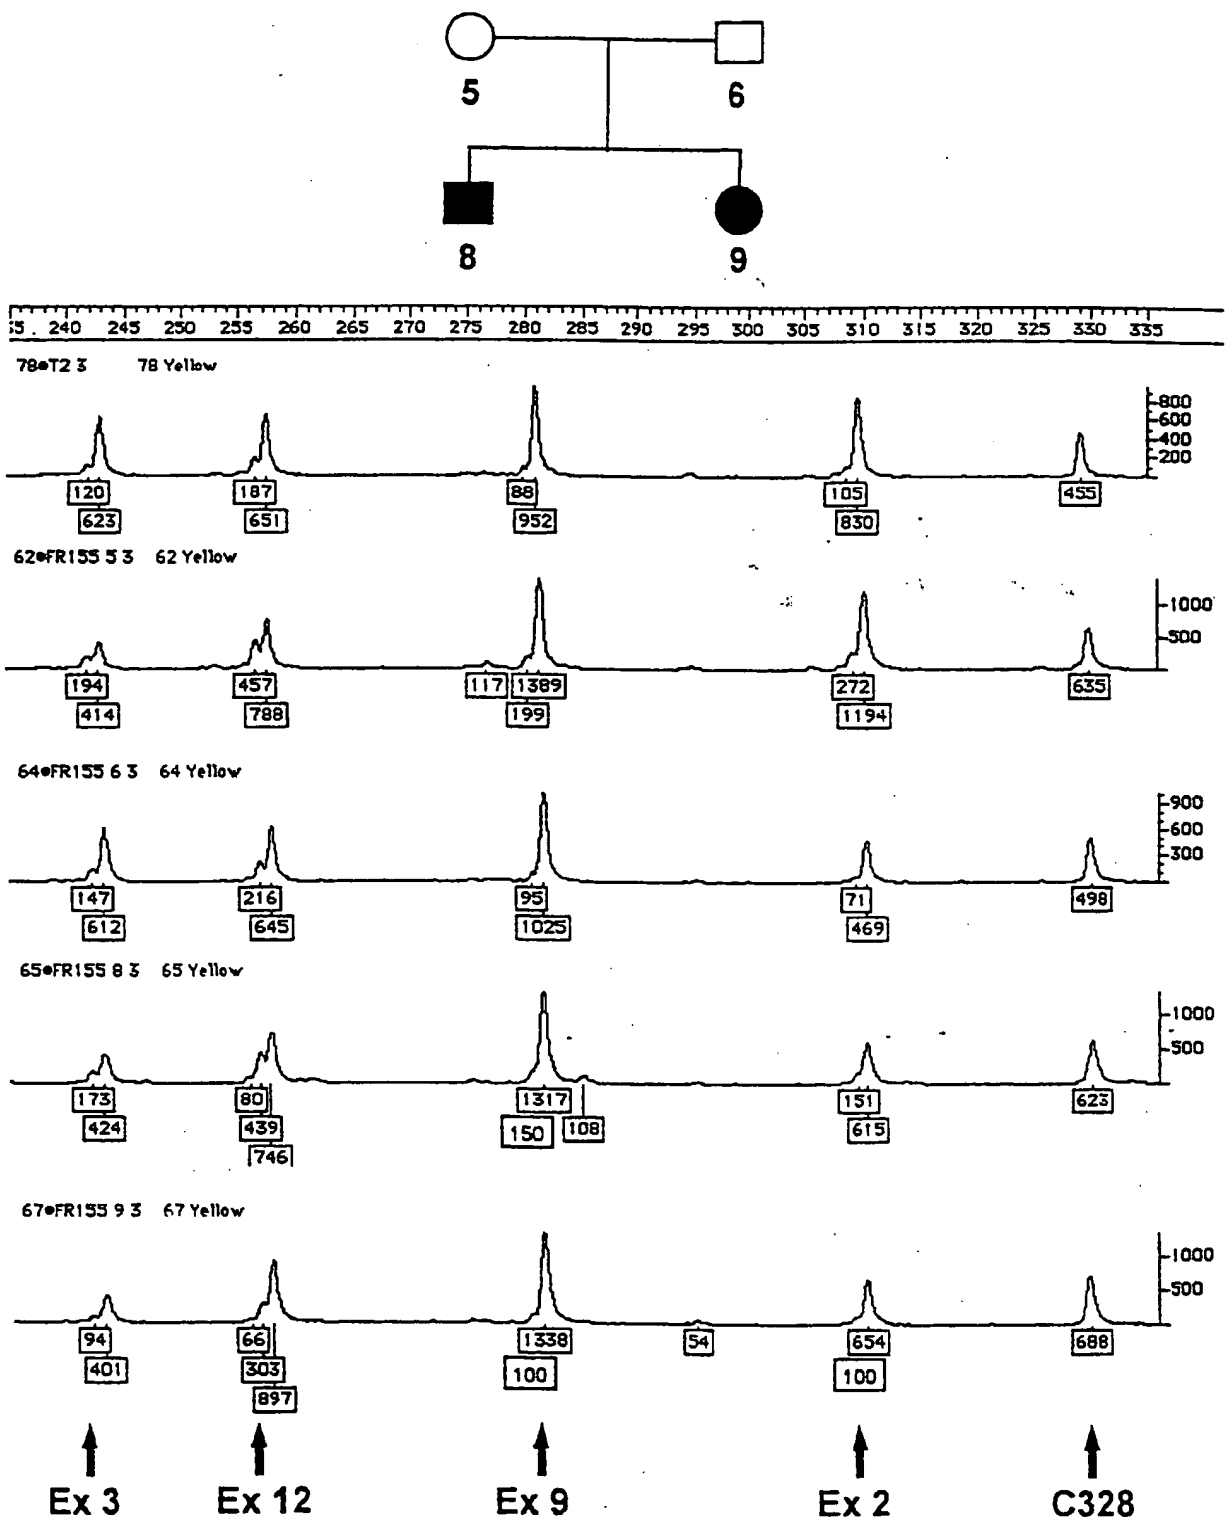 5 6
8 9
35 240 245 250 255 260 265 270 275 280 285 290 295 300 305 310 315 320 325 330 335
78●T2 3 78 Yellow
800
600
400
200
120 187 88 105 455
623 651 952 830
62●FR155 5 3 62 Yellow
1000
500
194 457 117 1389 272 635
414 788 199 1194
64●FR155 6 3 64 Yellow
900
600
300
147 216 95 71 498
612 645 1025 469
65●FR155 8 3 65 Yellow
1000
500
173 80 1317 151 623
424 439 150 108 615
746
67●FR155 9 3 67 Yellow
1000
500
94 66 1338 54 654 688
401 303 100 100
897
Ex 3 Ex 12 Ex 9 Ex 2 C328